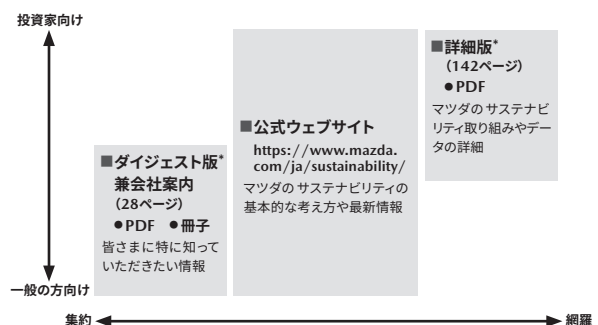 投資家向け
■詳細版*
(142ページ)
●PDF
マツダのサステナビ
リティ取り組みやデー
タの詳細
■公式ウェブサイト
https://www.mazda.
com/ja/sustainability/
マツダのサステナビリティの
基本的な考え方や最新情報
■ダイジェスト版*
兼会社案内
(28ページ)
●PDF ●冊子
皆さまに特に知って
いただきたい情報
一般の方向け
集約
網羅